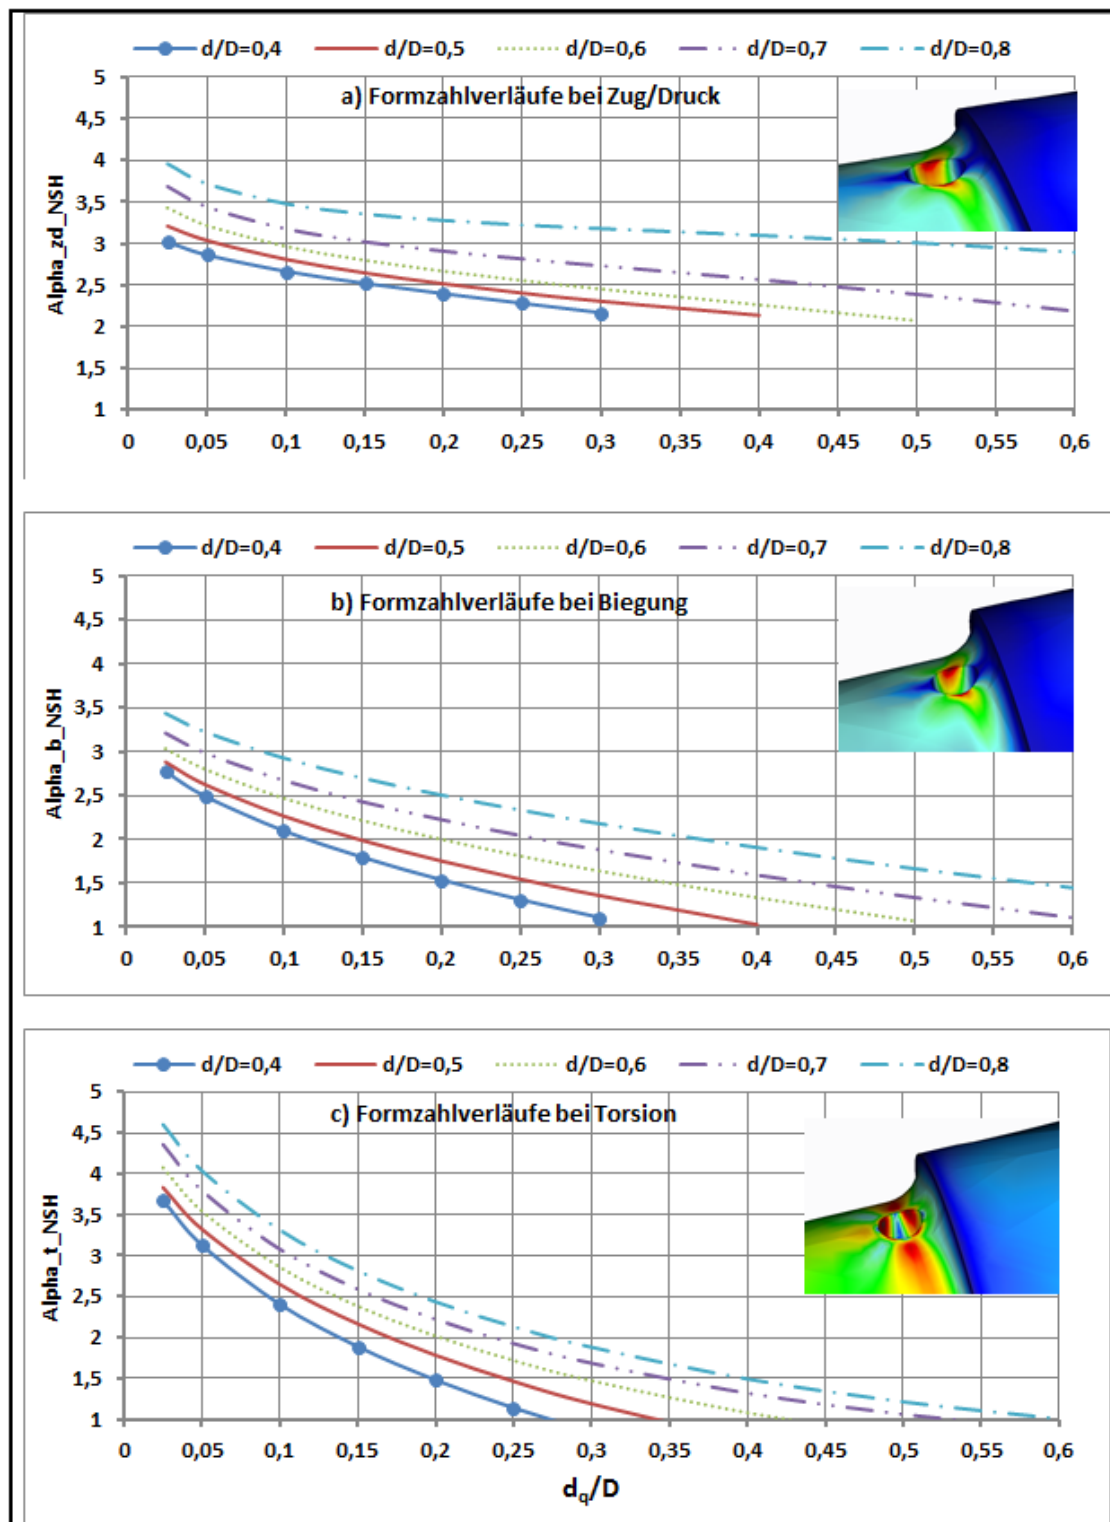 d/D=0,4 d/D=0,5 d/D=0,6 d/D=0,7 d/D=0,8
a) Formzahlverläufe bei Zug/Druck
Alpha_zd_NSH
5
4,5
4
3,5
3
2,5
2
1,5
1
0 0,05 0,1 0,15 0,2 0,25 0,3 0,35 0,4 0,45 0,5 0,55 0,6
d/D=0,4 d/D=0,5 d/D=0,6 d/D=0,7 d/D=0,8
b) Formzahlverläufe bei Biegung
Alpha_b_NSH
5
4,5
4
3,5
3
2,5
2
1,5
1
0 0,05 0,1 0,15 0,2 0,25 0,3 0,35 0,4 0,45 0,5 0,55 0,6
d/D=0,4 d/D=0,5 d/D=0,6 d/D=0,7 d/D=0,8
c) Formzahlverläufe bei Torsion
Alpha_t_NSH
5
4,5
4
3,5
3
2,5
2
1,5
1
0 0,05 0,1 0,15 0,2 0,25 0,3 0,35 0,4 0,45 0,5 0,55 0,6
dq/D